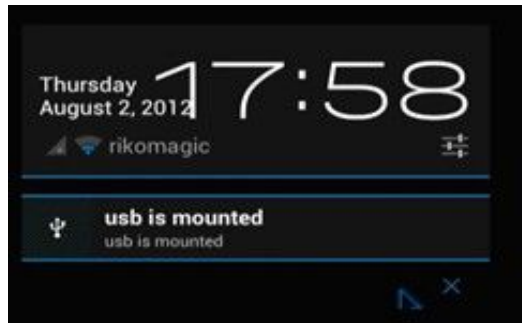 Thursday
August 2, 2012
17:58
rikomagic
usb is mounted
usb is mounted